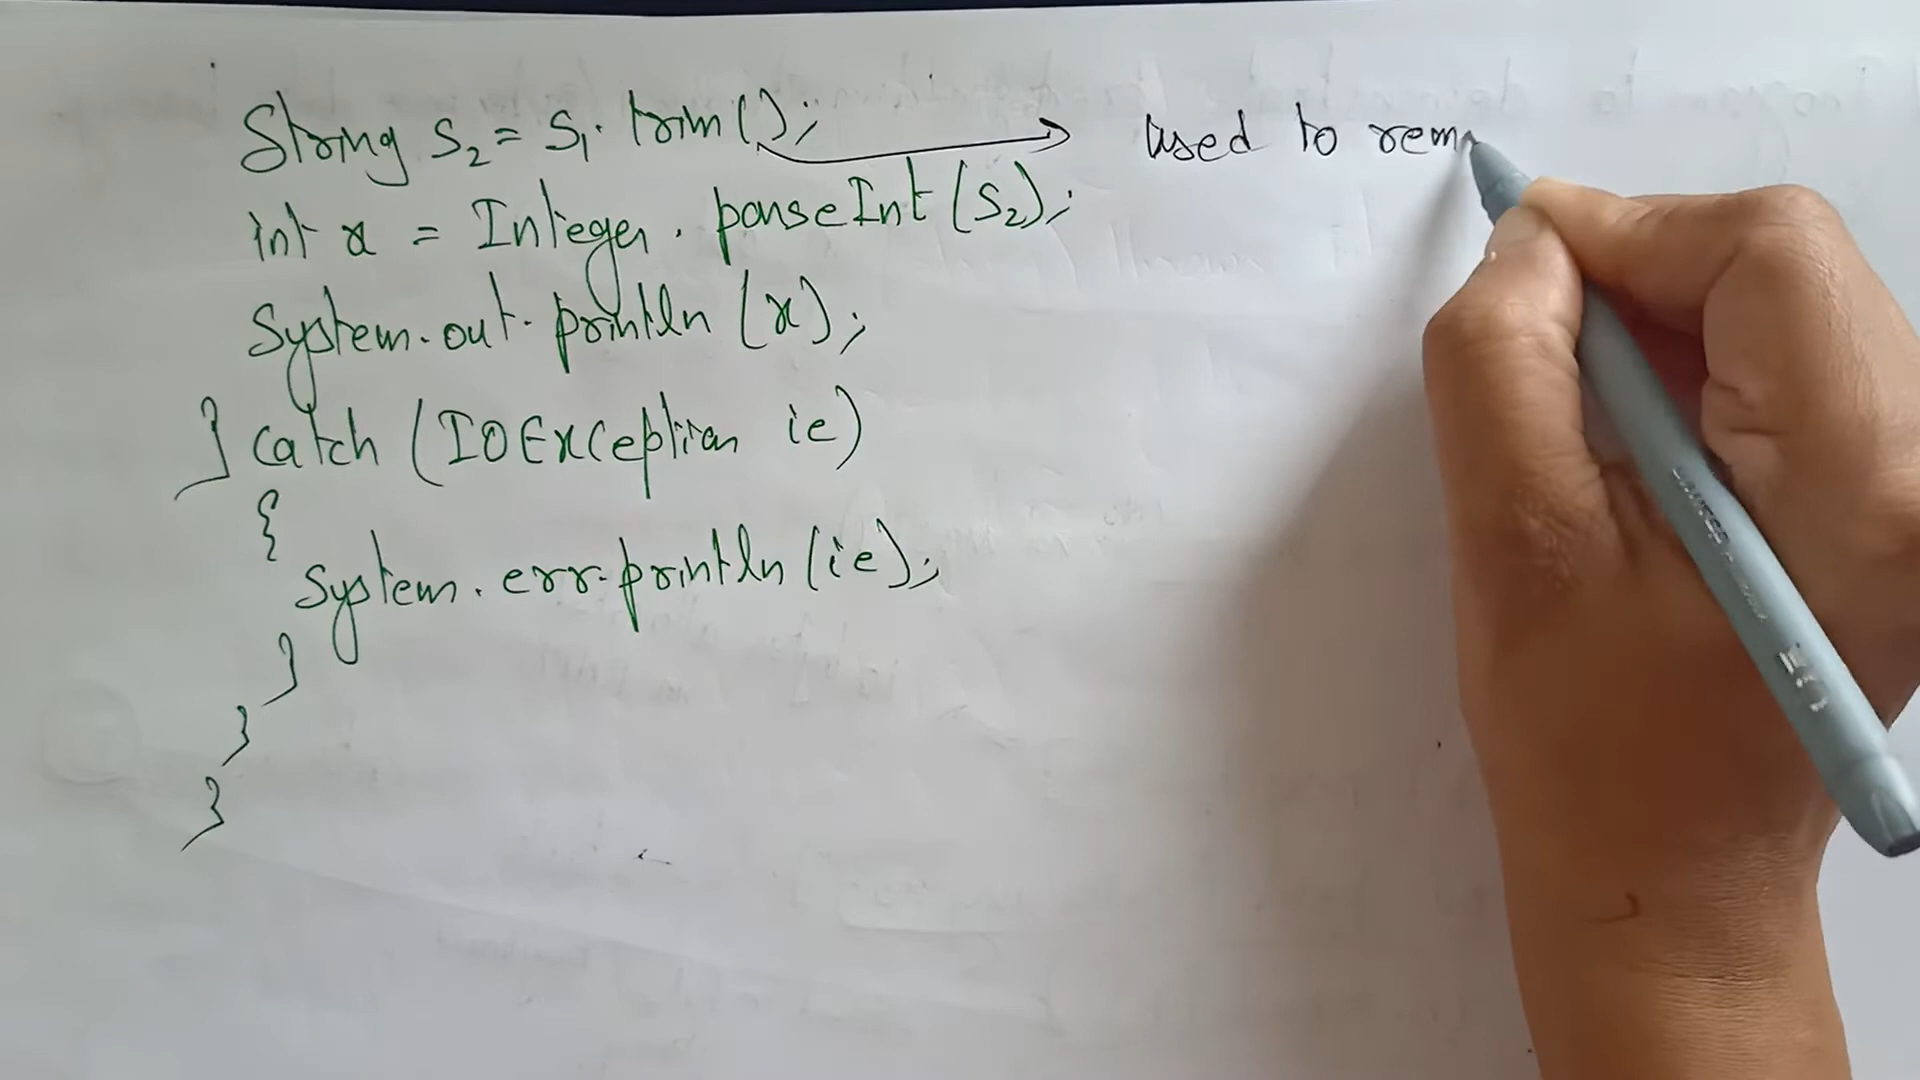 String S2 = S1. trim(); → used to rem
int x = Integer. parseInt (S2);
System.out.println (x);
} catch (IOException ie)
{
System.err.println (ie);
}
}
}